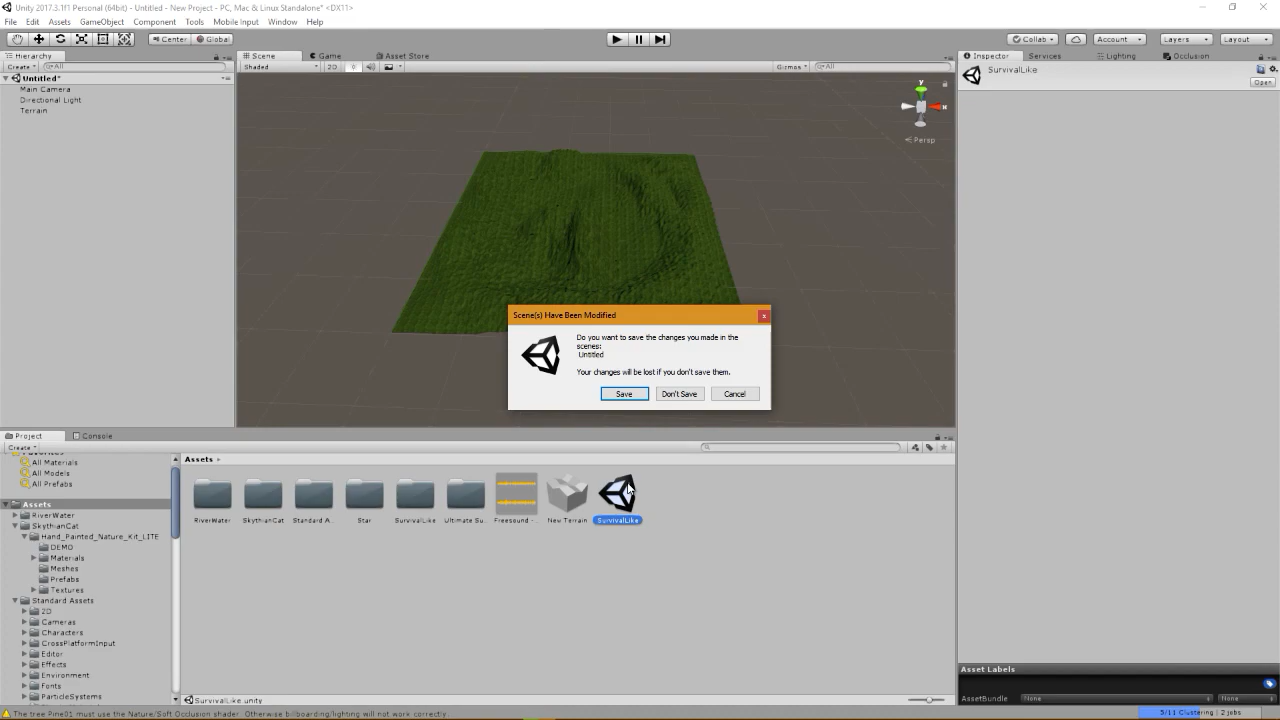 Unity 2017.3.1f1 Personal (64bit) - Untitled - New Project - PC, Mac & Linux Standalone* <DX11>
File Edit Assets GameObject Component Tools Mobile Input Window Help
Center Global Collab Account Layers Layout
Hierarchy Scene Game Asset Store Inspector Services Lighting Occlusion
Create All Shaded 2D Gizmos All SurvivalLike
Open
Untitled*
Main Camera
Directional Light
Terrain
y
x
Persp
Scene(s) Have Been Modified x
Do you want to save the changes you made in the
scenes:
Untitled
Your changes will be lost if you don't save them.
Save Don't Save Cancel
Project Console
Create
Favorites
All Materials
All Models
All Prefabs
Assets
RiverWater
SkythianCat
Hand_Painted_Nature_Kit_LITE
DEMO
Materials
Meshes
Prefabs
Textures
Standard Assets
2D
Cameras
Characters
CrossPlatformInput
Editor
Effects
Environment
Fonts
ParticleSystems
Assets
RiverWater SkythianCat Standard A... Star SurvivalLike Ultimate Su... Freesound -... New Terrain SurvivalLike
SurvivalLike.unity
Asset Labels
AssetBundle None None
The tree Pine01 must use the Nature/Soft Occlusion shader. Otherwise billboarding/lighting will not work correctly.
5/11 Clustering | 2 jobs